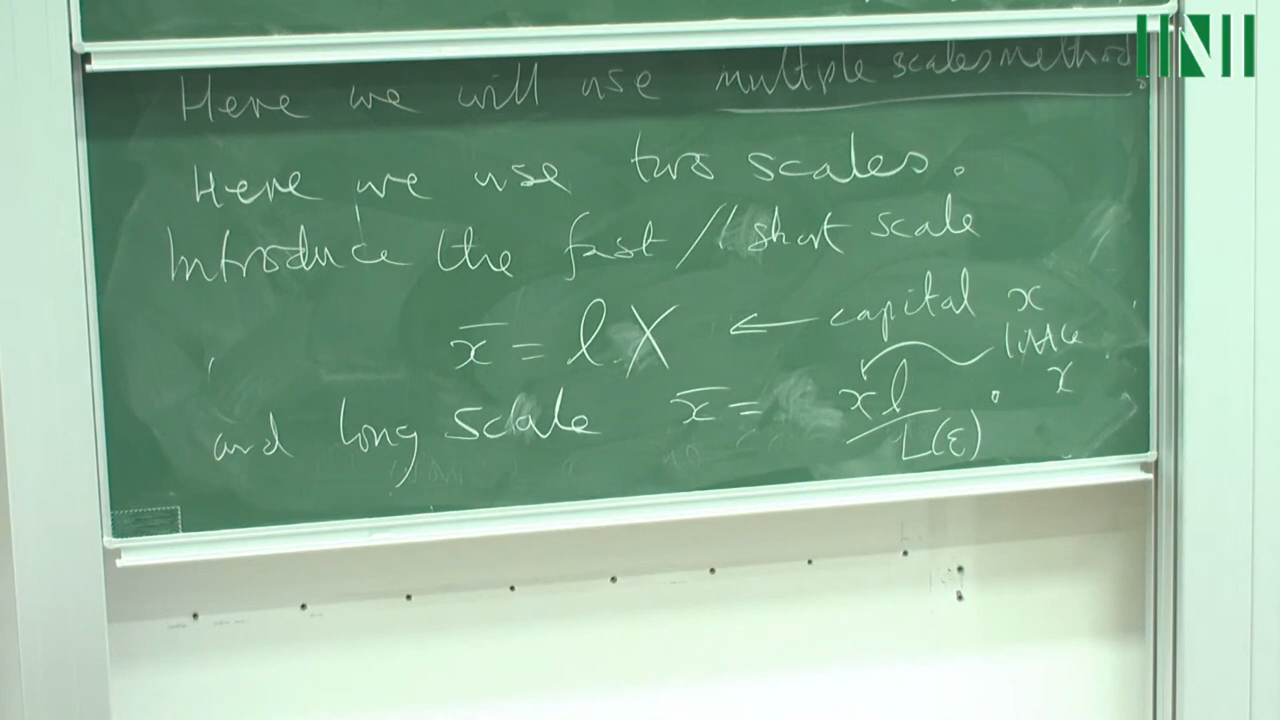 Here we will use multiple scales method.
Here we use two scales.
Introduce the fast // short scale
x̄ = l.X ← capital x
little
x
and long scale x̄ = xl / L(ε).